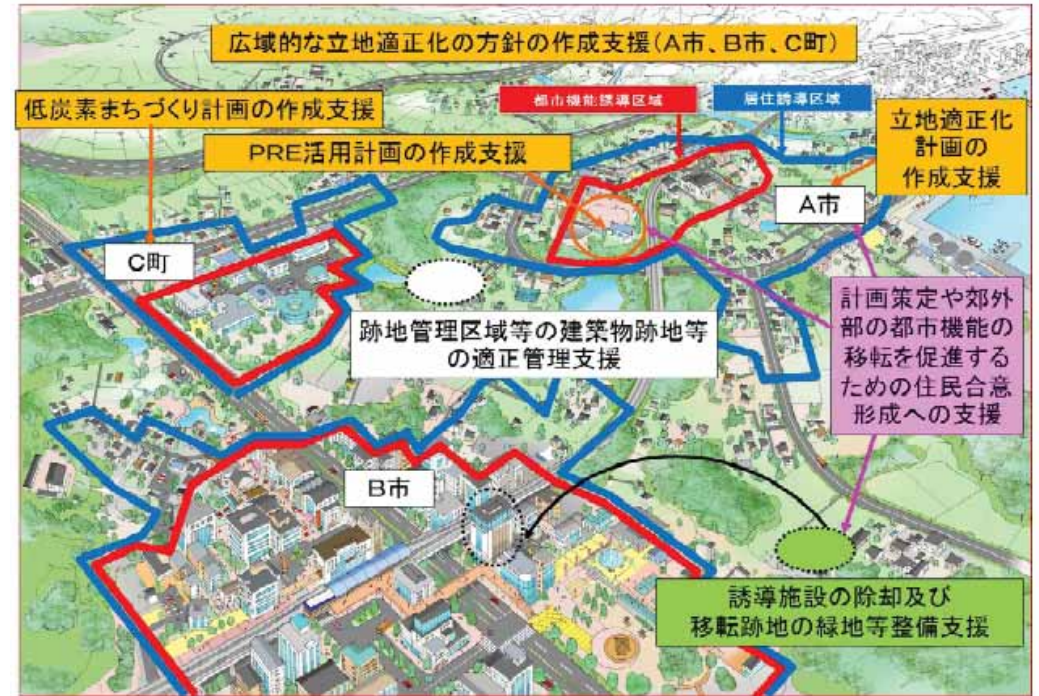 広域的な立地適正化の方針の作成支援(A市、B市、C町)
低炭素まちづくり計画の作成支援
都市機能誘導区域
居住誘導区域
PRE活用計画の作成支援
立地適正化
計画の
作成支援
A市
C町
跡地管理区域等の建築物跡地等
の適正管理支援
計画策定や郊外
部の都市機能の
移転を促進する
ための住民合意
形成への支援
B市
誘導施設の除却及び
移転跡地の緑地等整備支援